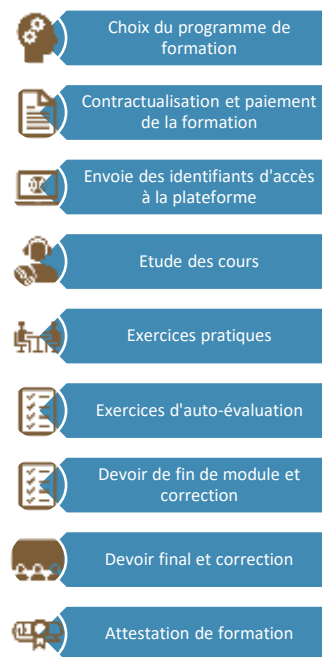 Choix du programme de
formation
Contractualisation et paiement
de la formation
Envoie des identifiants d'accès
à la plateforme
Etude des cours
Exercices pratiques
Exercices d'auto-évaluation
Devoir de fin de module et
correction
Devoir final et correction
Attestation de formation